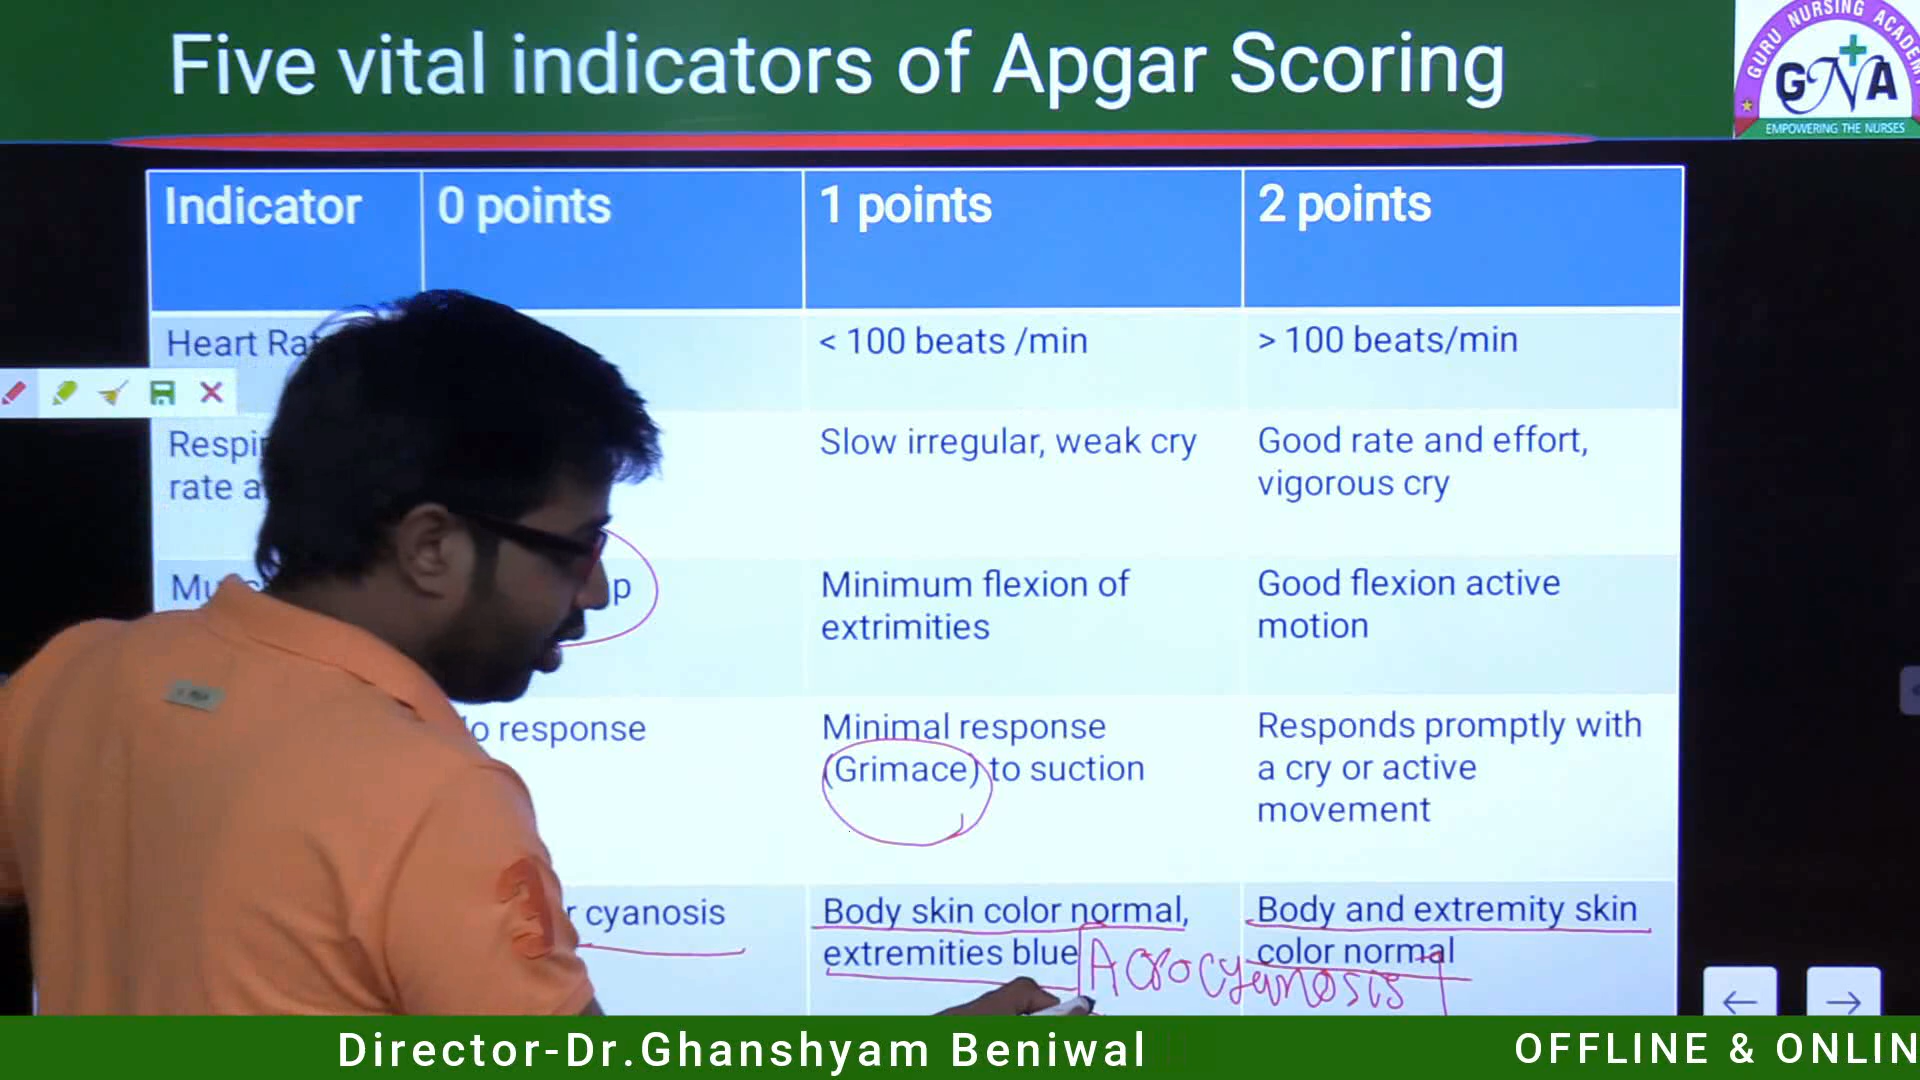 Five vital indicators of Apgar Scoring
GURU NURSING ACADEMY
GNA
EMPOWERING THE NURSES
Indicator 0 points 1 points 2 points
Heart < 100 beats /min > 100 beats/min
Slow irregular, weak cry Good rate and effort,
rate vigorous cry
Minimum flexion of Good flexion active
extrimities motion
response Minimal response Responds promptly with
(Grimace) to suction a cry or active
movement
cyanosis Body skin color normal, Body and extremity skin
extremities blue color normal
Acrocyanosis
Director-Dr.Ghanshyam Beniwal OFFLINE & ONLIN